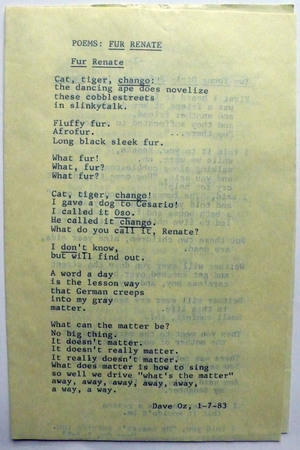 POEMS: FUR RENATE
Fur Renate
Cat, tiger, chango:
the dancing ape does novelize
these cobblestreets
in slinkytalk.
Fluffy fur.
Afrofur.
Long black sleek fur.
What fur!
What, fur?
What fur?
Cat, tiger, chango!
I gave a dog to Cesario!
I called it Oso.
He called it chango.
What do you call it, Renate?
I don't know,
but will find out.
A word a day
is the lesson way
that German creeps
into my gray
matter.
What can the matter be?
No big thing.
It doesn't matter.
It doesn't really matter.
It really doesn't matter.
What does matter is how to sing
so well we drive "what's the matter"
away, away, away, away, away,
a way, a way.
Dave Oz, 1-7-83